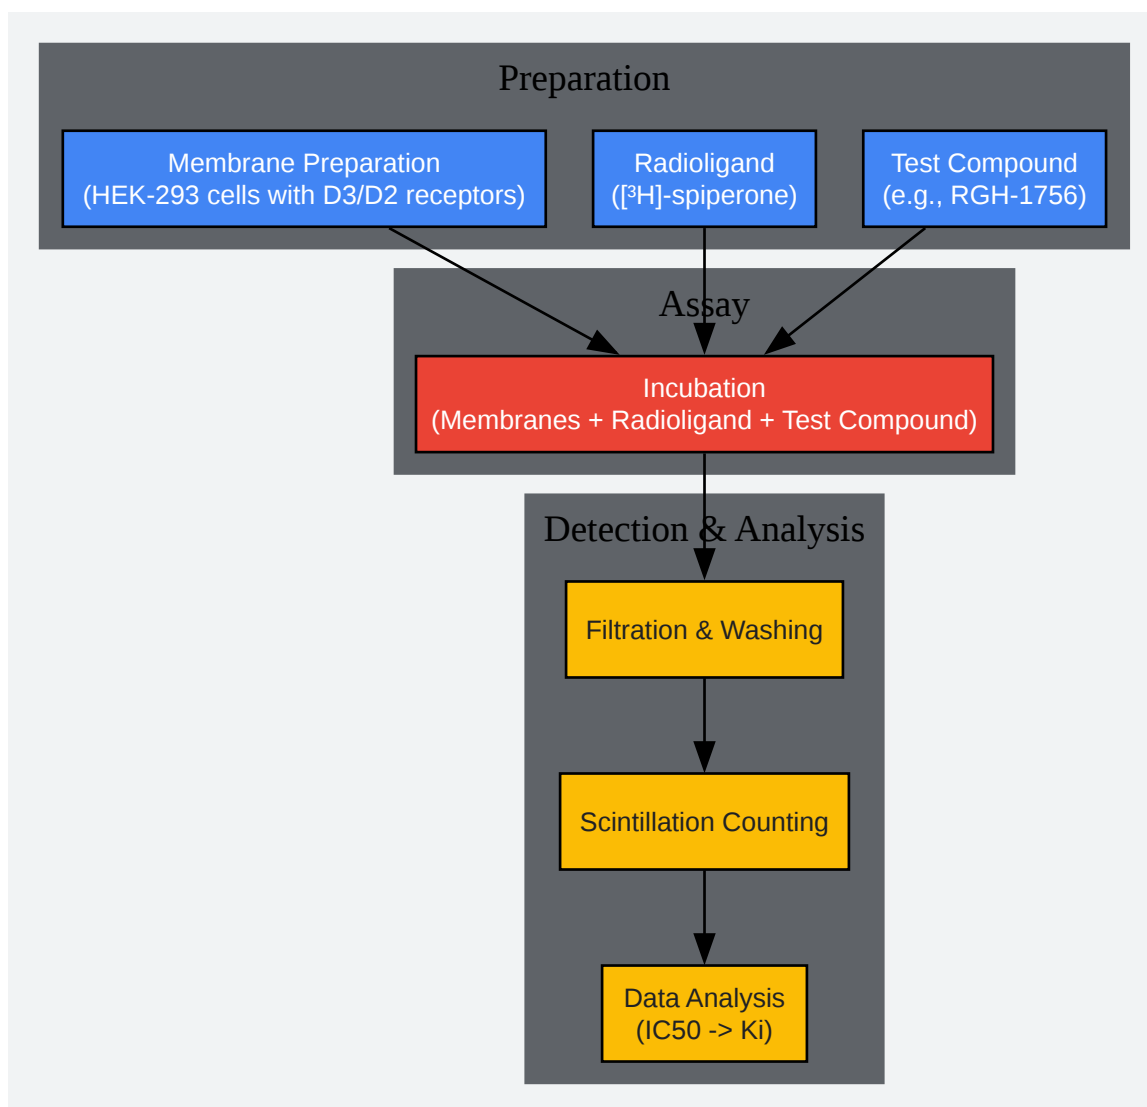 Preparation
Membrane Preparation
(HEK-293 cells with D3/D2 receptors)
Radioligand
([³H]-spiperone)
Test Compound
(e.g., RGH-1756)
Assay
Incubation
(Membranes + Radioligand + Test Compound)
Detection & Analysis
Filtration & Washing
Scintillation Counting
Data Analysis
(IC50 -> Ki)